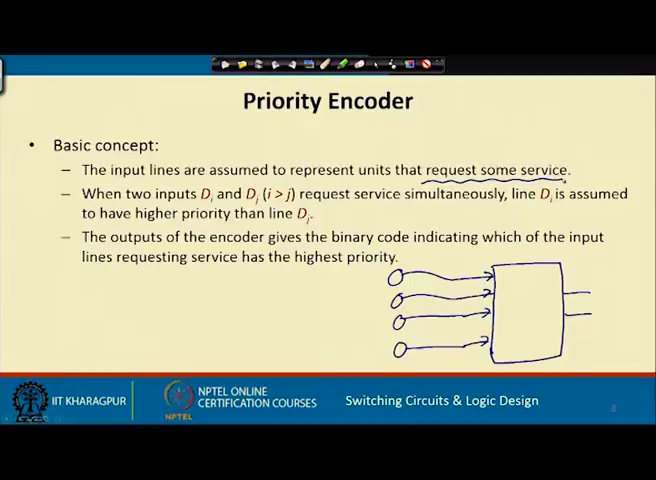 Priority Encoder
• Basic concept:
– The input lines are assumed to represent units that request some service.
– When two inputs Di and Dj (i > j) request service simultaneously, line Di is assumed
to have higher priority than line Dj.
– The outputs of the encoder gives the binary code indicating which of the input
lines requesting service has the highest priority.
IIT KHARAGPUR
NPTEL
NPTEL ONLINE
CERTIFICATION COURSES
Switching Circuits & Logic Design
8